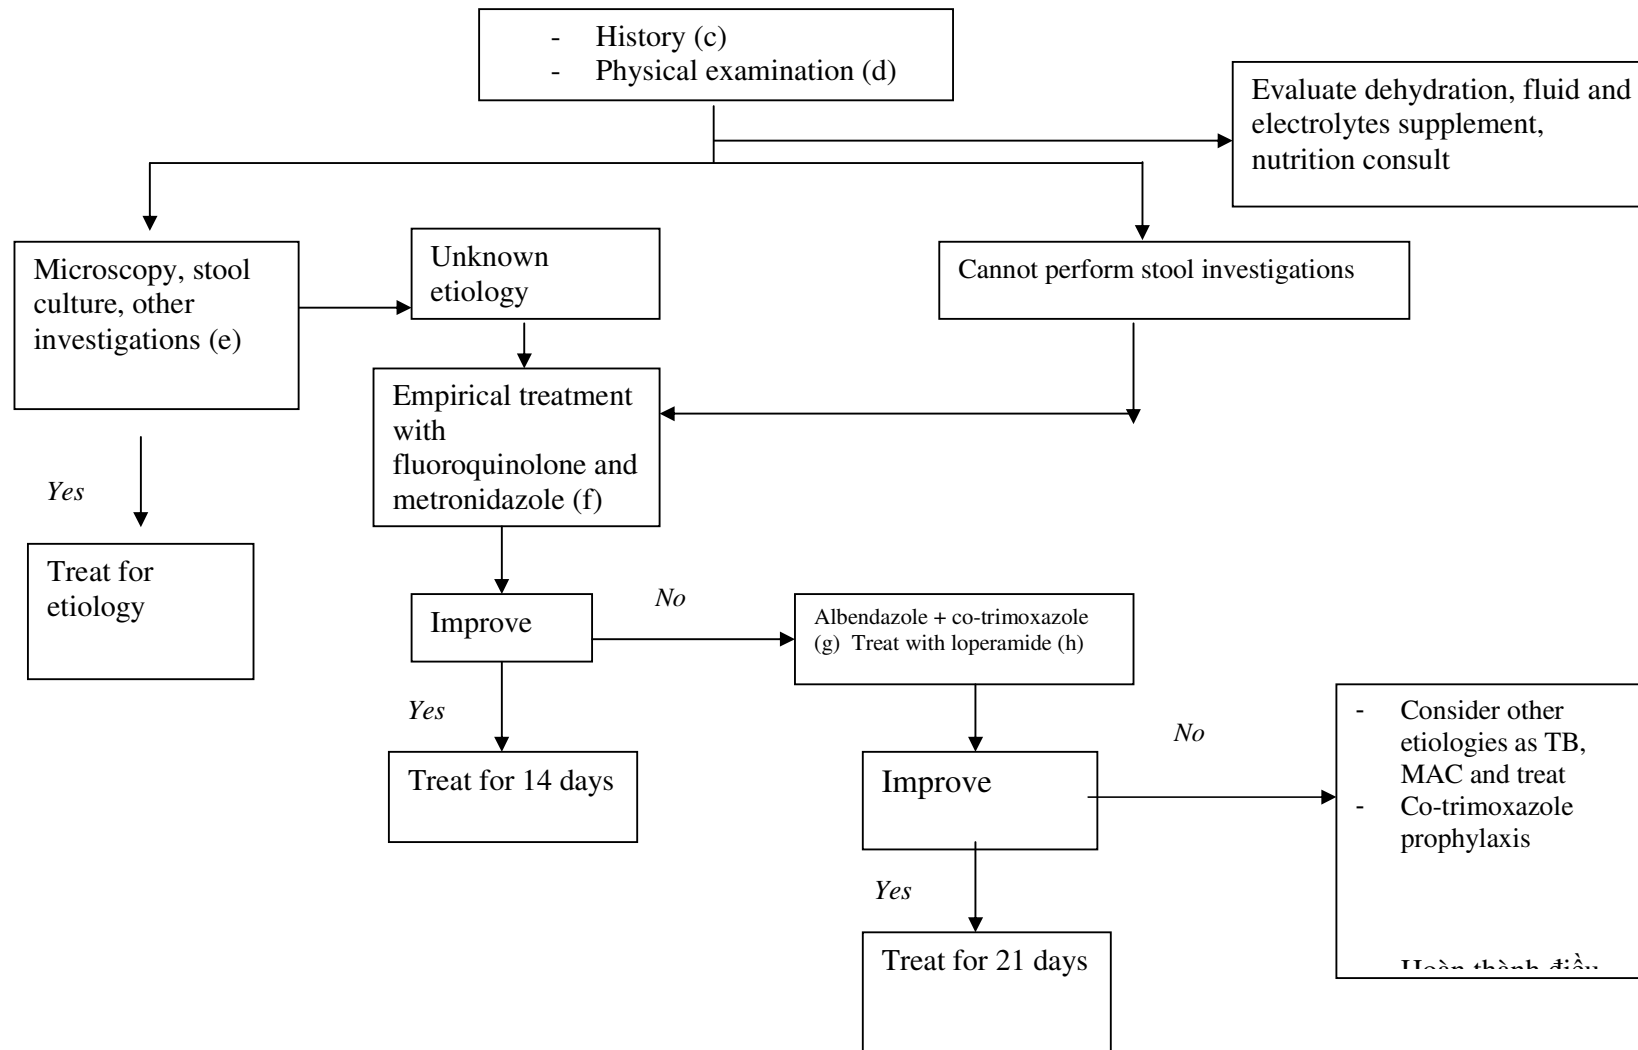 - History (c)
- Physical examination (d)
Evaluate dehydration, fluid and
electrolytes supplement,
nutrition consult
Microscopy, stool
culture, other
investigations (e)
Unknown
etiology
Cannot perform stool investigations
Empirical treatment
with
fluoroquinolone and
metronidazole (f)
Yes
Treat for
etiology
Improve
No
Albendazole + co-trimoxazole
(g) Treat with loperamide (h)
Yes
Treat for 14 days
Improve
No
- Consider other
etiologies as TB,
MAC and treat
- Co-trimoxazole
prophylaxis
Hoàn thành điều
Yes
Treat for 21 days